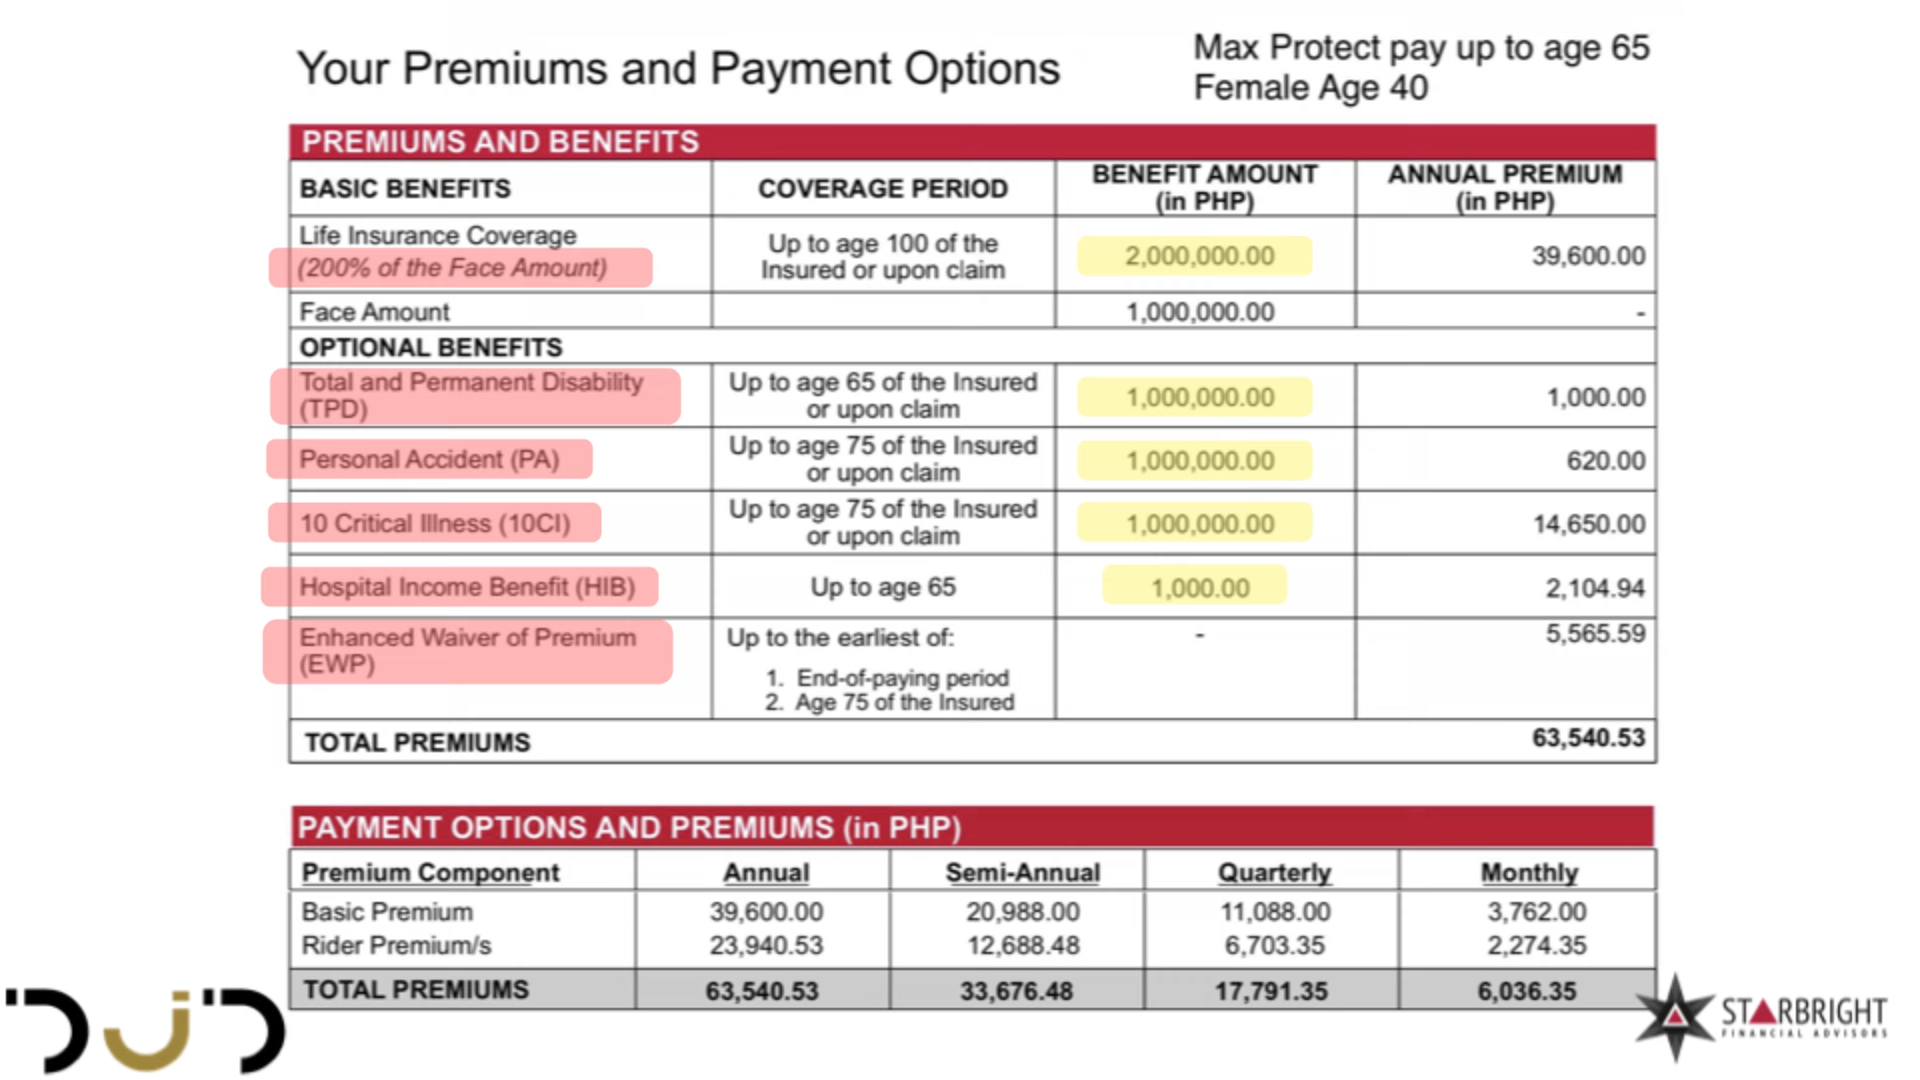 Your Premiums and Payment Options
Max Protect pay up to age 65
Female Age 40
PREMIUMS AND BENEFITS
BASIC BENEFITS COVERAGE PERIOD BENEFIT AMOUNT (in PHP) ANNUAL PREMIUM (in PHP)
Life Insurance Coverage
(200% of the Face Amount)
Up to age 100 of the
Insured or upon claim
2,000,000.00 39,600.00
Face Amount 1,000,000.00 -
OPTIONAL BENEFITS
Total and Permanent Disability
(TPD)
Up to age 65 of the Insured
or upon claim
1,000,000.00 1,000.00
Personal Accident (PA)
Up to age 75 of the Insured
or upon claim
1,000,000.00 620.00
10 Critical Illness (10CI)
Up to age 75 of the Insured
or upon claim
1,000,000.00 14,650.00
Hospital Income Benefit (HIB) Up to age 65 1,000.00 2,104.94
Enhanced Waiver of Premium
(EWP)
Up to the earliest of:
1. End-of-paying period
2. Age 75 of the Insured
- 5,565.59
TOTAL PREMIUMS 63,540.53
PAYMENT OPTIONS AND PREMIUMS (in PHP)
Premium Component Annual Semi-Annual Quarterly Monthly
Basic Premium 39,600.00 20,988.00 11,088.00 3,762.00
Rider Premium/s 23,940.53 12,688.48 6,703.35 2,274.35
TOTAL PREMIUMS 63,540.53 33,676.48 17,791.35 6,036.35
DJD
STARBRIGHT
FINANCIAL ADVISORS